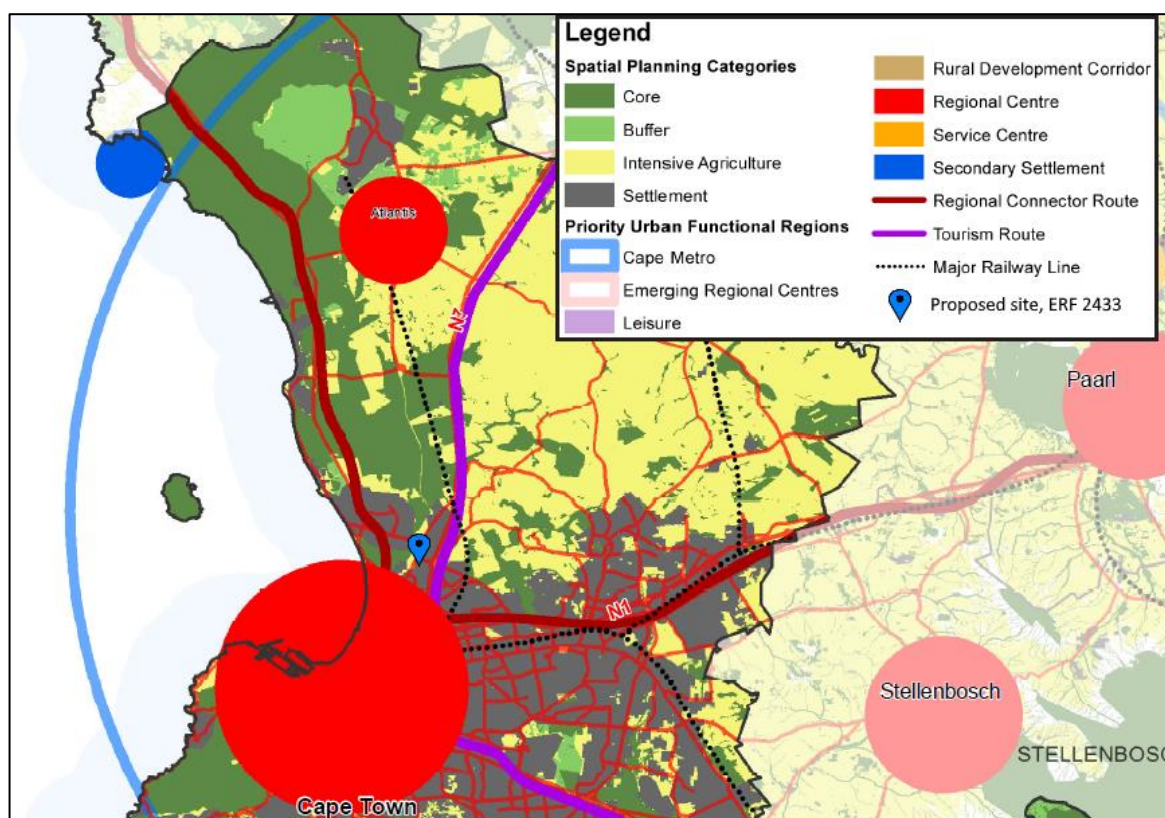 Legend
Spatial Planning Categories
Core
Buffer
Intensive Agriculture
Settlement
Priority Urban Functional Regions
Cape Metro
Emerging Regional Centres
Leisure
Rural Development Corridor
Regional Centre
Service Centre
Secondary Settlement
Regional Connector Route
Tourism Route
Major Railway Line
Proposed site, ERF 2433
Atlantis
N7
Paarl
N1
Stellenbosch
STELLENBOSC
Cape Town